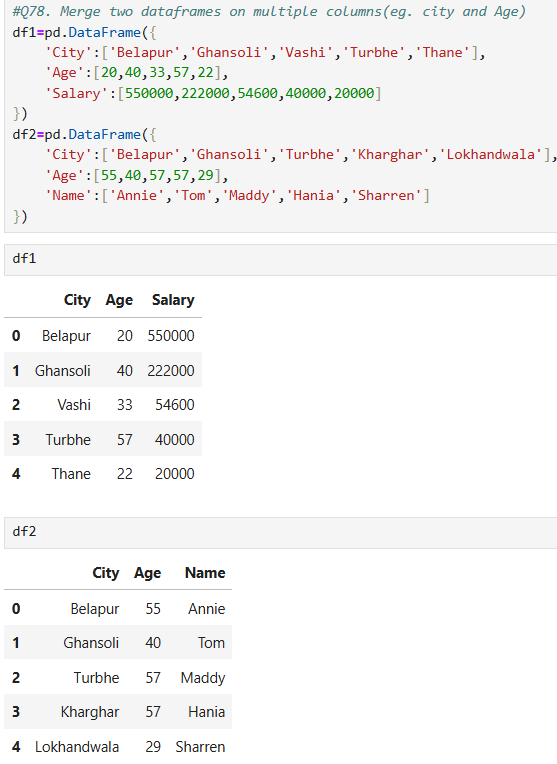 #Q78. Merge two dataframes on multiple columns(eg. city and Age)
df1=pd.DataFrame({
    'City':['Belapur','Ghansoli','Vashi','Turbhe','Thane'],
    'Age':[20,40,33,57,22],
    'Salary':[550000,222000,54600,40000,20000]
})
df2=pd.DataFrame({
    'City':['Belapur','Ghansoli','Turbhe','Kharghar','Lokhandwala'],
    'Age':[55,40,57,57,29],
    'Name':['Annie','Tom','Maddy','Hania','Sharren']
})
df1
City Age Salary
0 Belapur 20 550000
1 Ghansoli 40 222000
2 Vashi 33 54600
3 Turbhe 57 40000
4 Thane 22 20000
df2
City Age Name
0 Belapur 55 Annie
1 Ghansoli 40 Tom
2 Turbhe 57 Maddy
3 Kharghar 57 Hania
4 Lokhandwala 29 Sharren